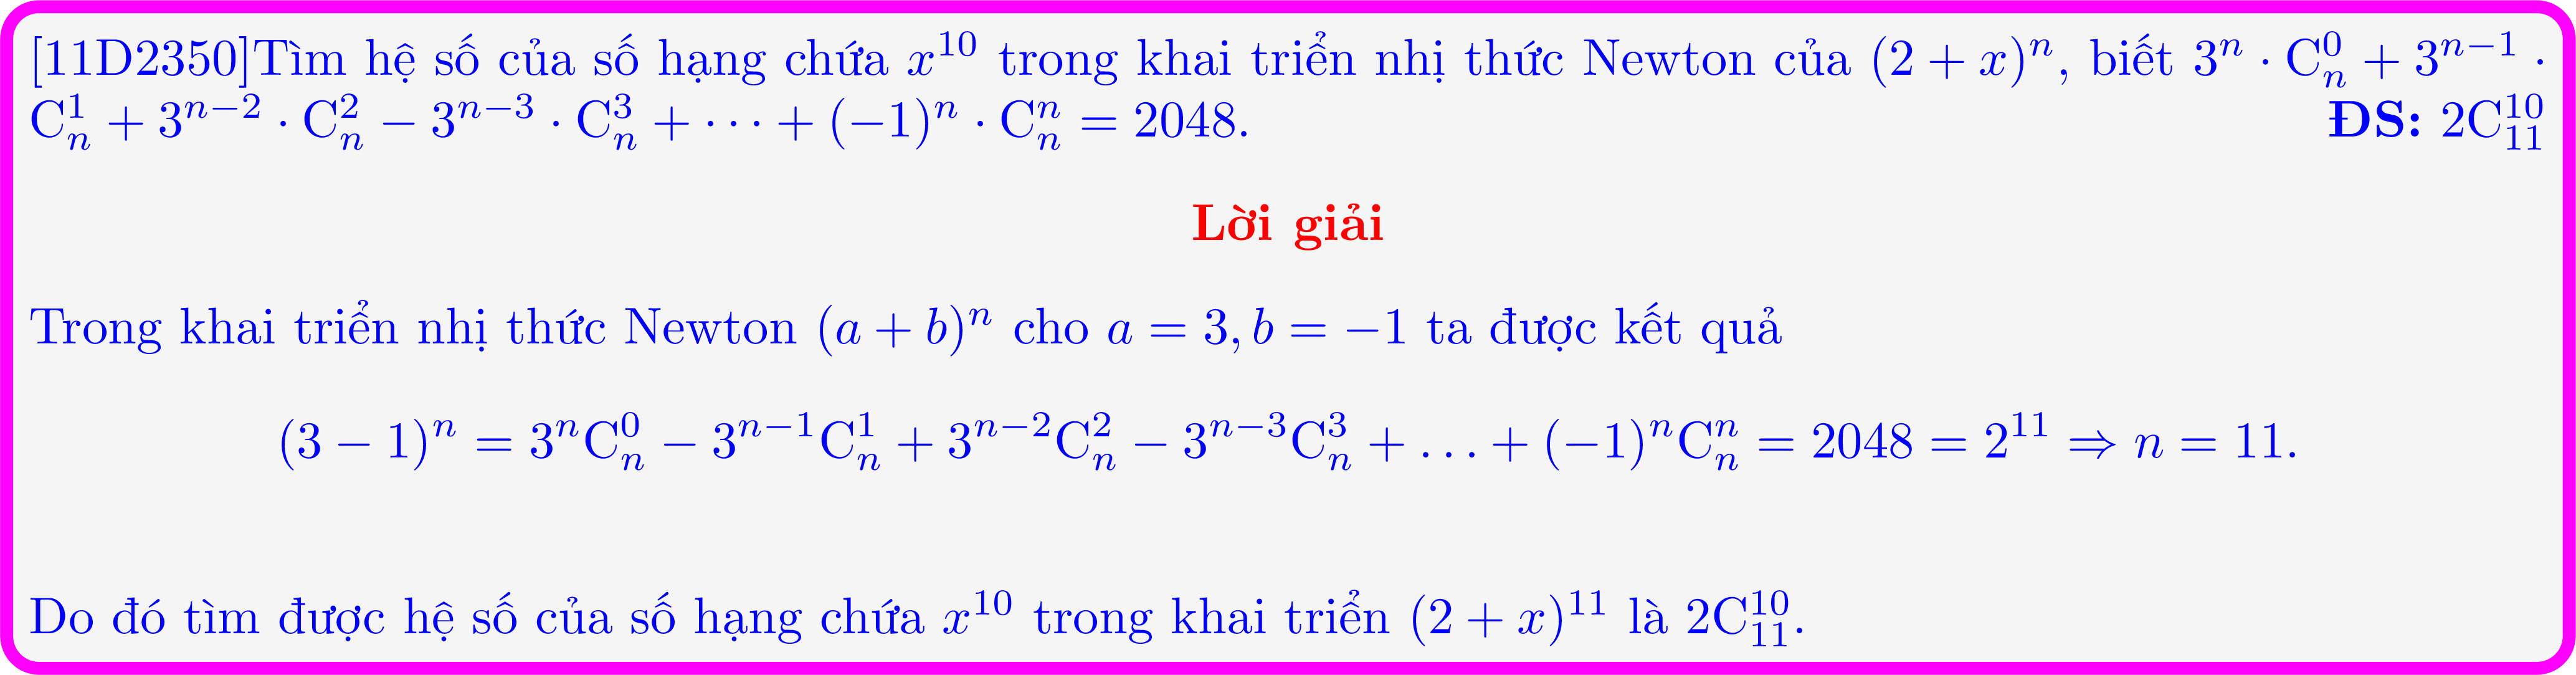 [11D2350]Tìm hệ số của số hạng chứa $x^{10}$ trong khai triển nhị thức Newton của $(2+x)^n$, biết $3^n \cdot \mathrm{C}_n^0 + 3^{n-1} \cdot$
$\mathrm{C}_n^1 + 3^{n-2} \cdot \mathrm{C}_n^2 - 3^{n-3} \cdot \mathrm{C}_n^3 + \cdots + (-1)^n \cdot \mathrm{C}_n^n = 2048$. ĐS: $2\mathrm{C}_{11}^{10}$
Lời giải
Trong khai triển nhị thức Newton $(a+b)^n$ cho $a = 3, b = -1$ ta được kết quả
$(3-1)^n = 3^n\mathrm{C}_n^0 - 3^{n-1}\mathrm{C}_n^1 + 3^{n-2}\mathrm{C}_n^2 - 3^{n-3}\mathrm{C}_n^3 + \ldots + (-1)^n\mathrm{C}_n^n = 2048 = 2^{11} \Rightarrow n = 11.$
Do đó tìm được hệ số của số hạng chứa $x^{10}$ trong khai triển $(2+x)^{11}$ là $2\mathrm{C}_{11}^{10}$.